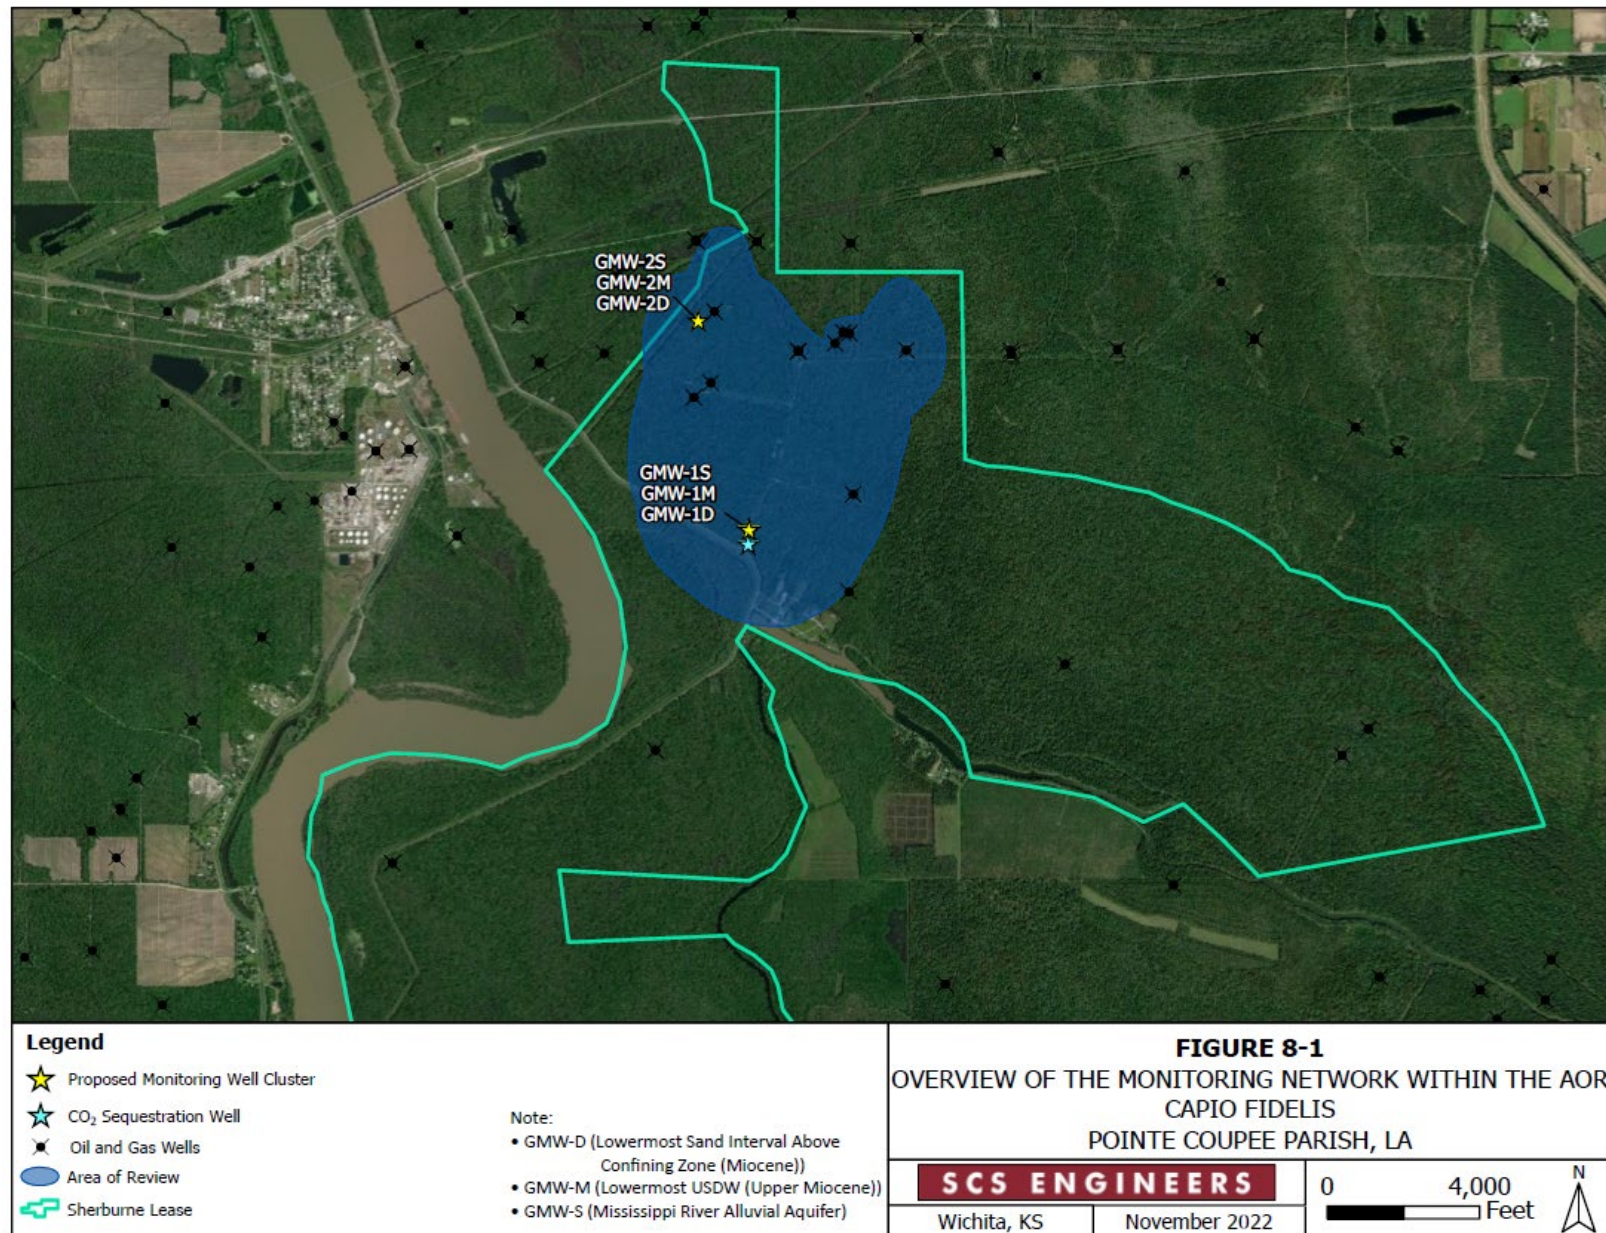 GMW-2S
GMW-2M
GMW-2D
GMW-1S
GMW-1M
GMW-1D
Legend
Proposed Monitoring Well Cluster
CO₂ Sequestration Well
Oil and Gas Wells
Area of Review
Sherburne Lease
Note:
• GMW-D (Lowermost Sand Interval Above
Confining Zone (Miocene))
• GMW-M (Lowermost USDW (Upper Miocene))
• GMW-S (Mississippi River Alluvial Aquifer)
FIGURE 8-1
OVERVIEW OF THE MONITORING NETWORK WITHIN THE AOR
CAPIO FIDELIS
POINTE COUPEE PARISH, LA
SCS ENGINEERS
Wichita, KS
November 2022
0 4,000
Feet
N